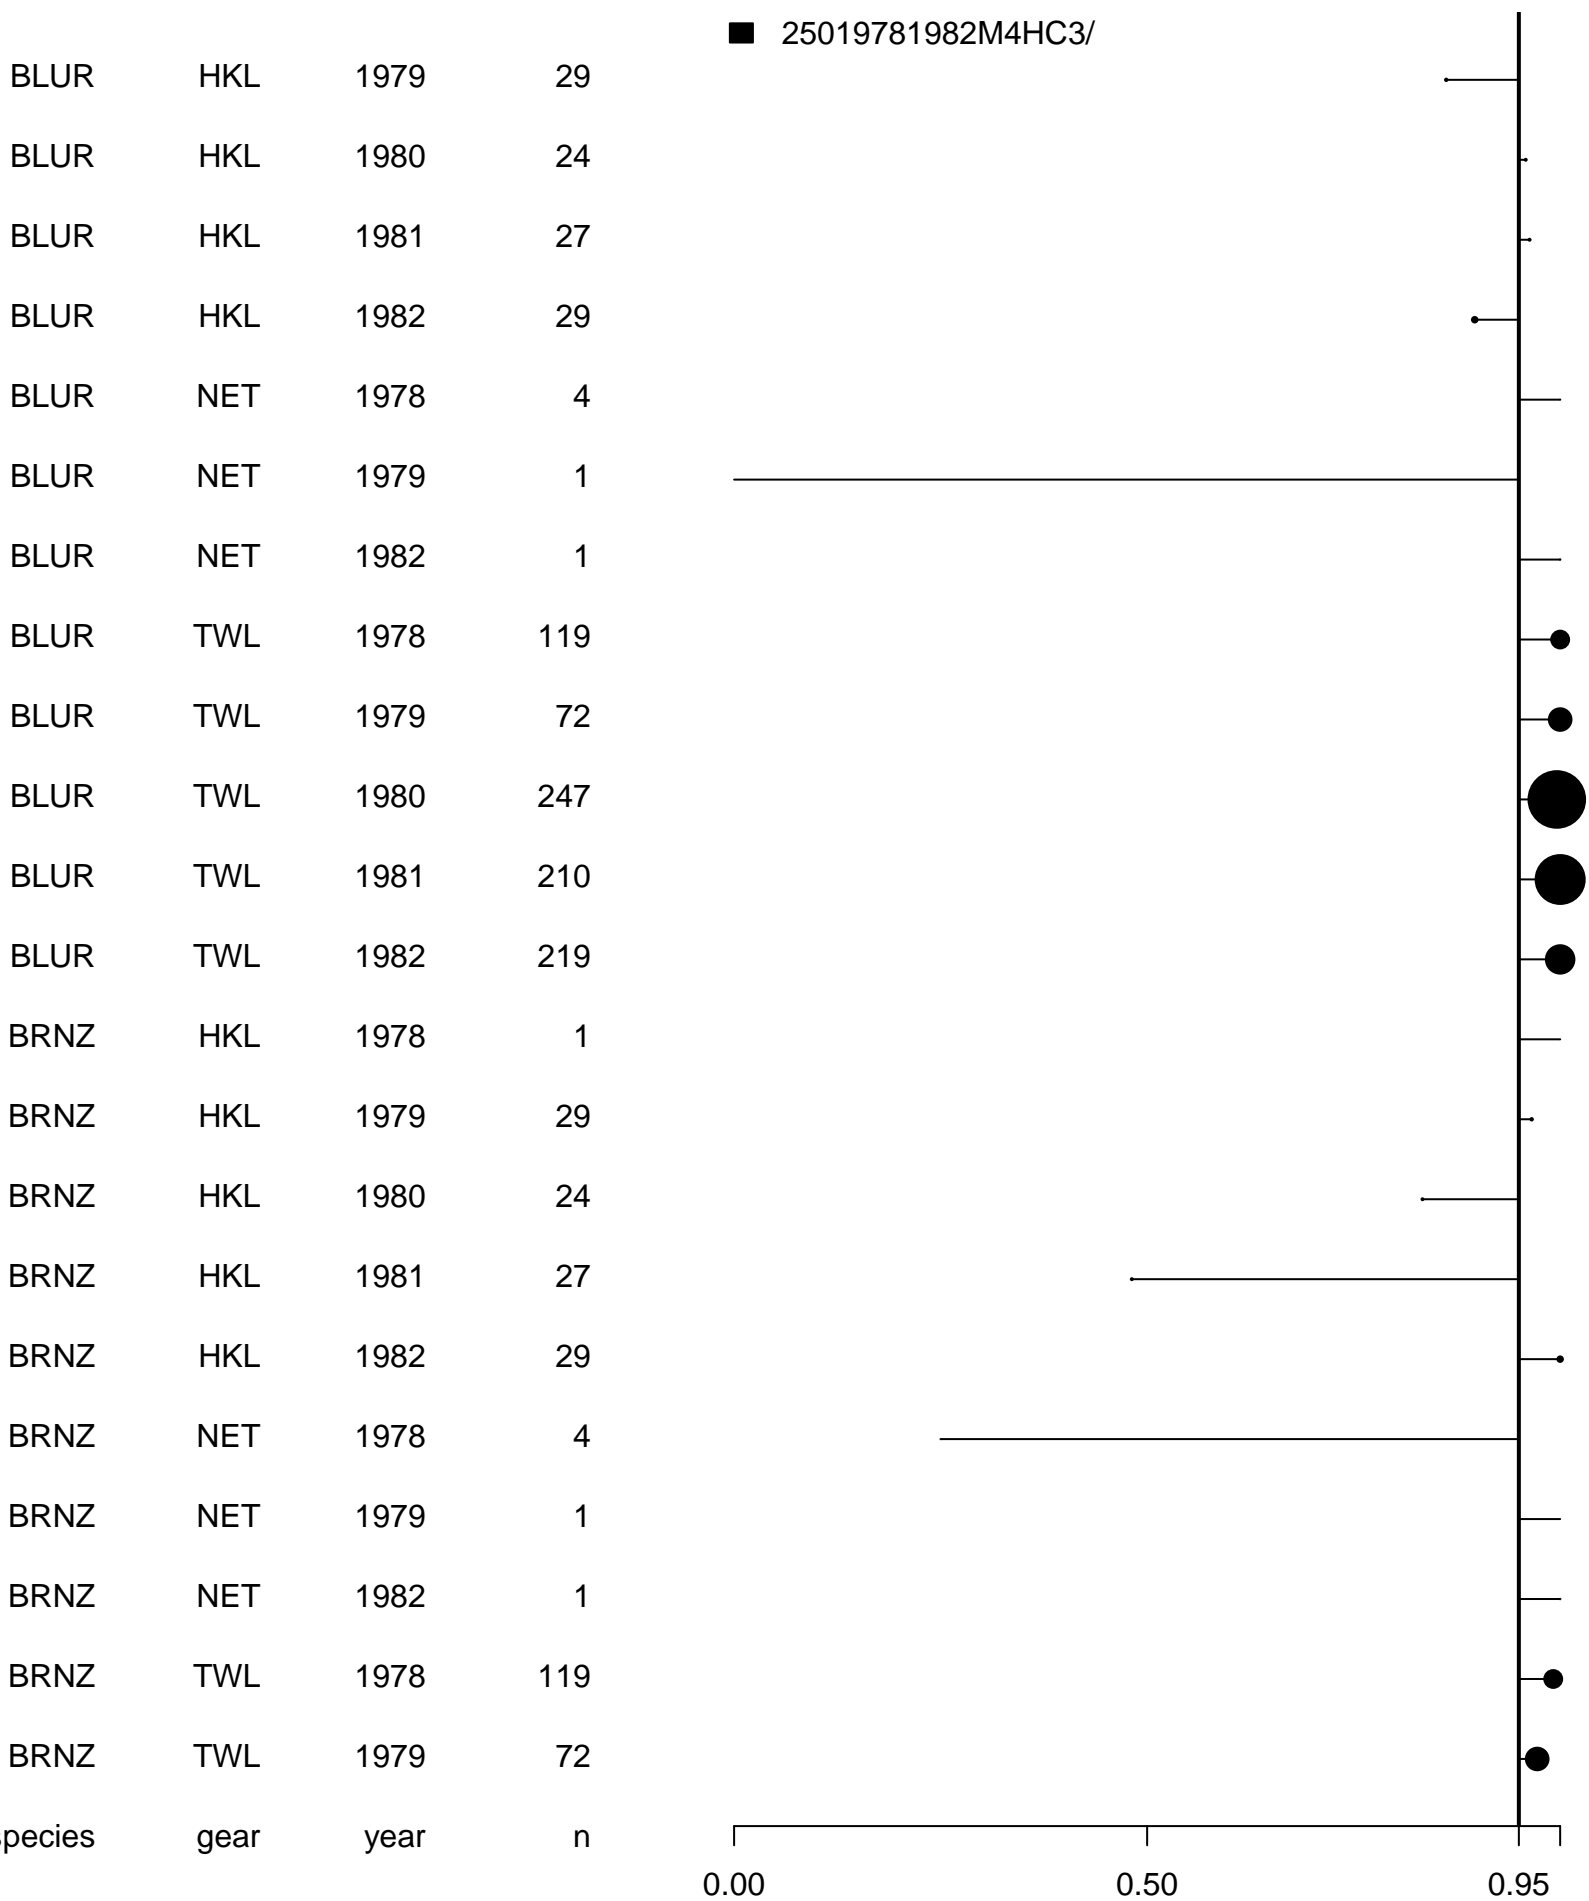 25019781982M4HC3/
BLUR HKL 1979 29
BLUR HKL 1980 24
BLUR HKL 1981 27
BLUR HKL 1982 29
BLUR NET 1978 4
BLUR NET 1979 1
BLUR NET 1982 1
BLUR TWL 1978 119
BLUR TWL 1979 72
BLUR TWL 1980 247
BLUR TWL 1981 210
BLUR TWL 1982 219
BRNZ HKL 1978 1
BRNZ HKL 1979 29
BRNZ HKL 1980 24
BRNZ HKL 1981 27
BRNZ HKL 1982 29
BRNZ NET 1978 4
BRNZ NET 1979 1
BRNZ NET 1982 1
BRNZ TWL 1978 119
BRNZ TWL 1979 72
species gear year n
0.00 0.50 0.95